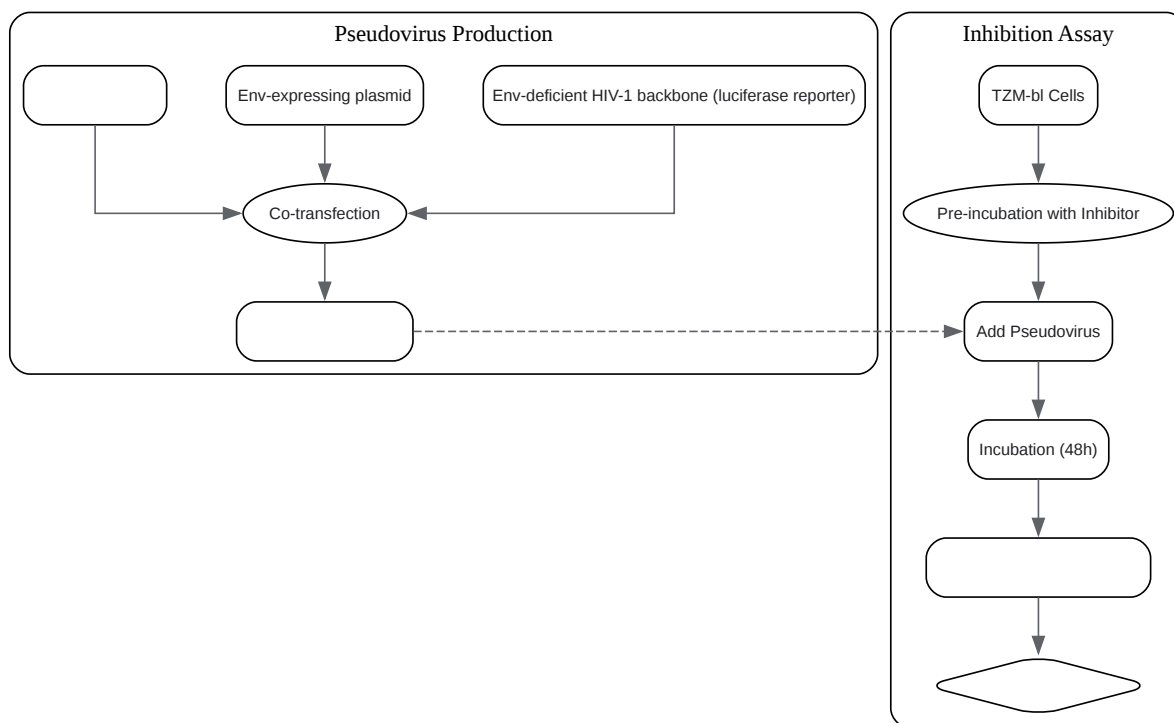 Pseudovirus Production
Env-expressing plasmid
Env-deficient HIV-1 backbone (luciferase reporter)
Co-transfection
Inhibition Assay
TZM-bl Cells
Pre-incubation with Inhibitor
Add Pseudovirus
Incubation (48h)